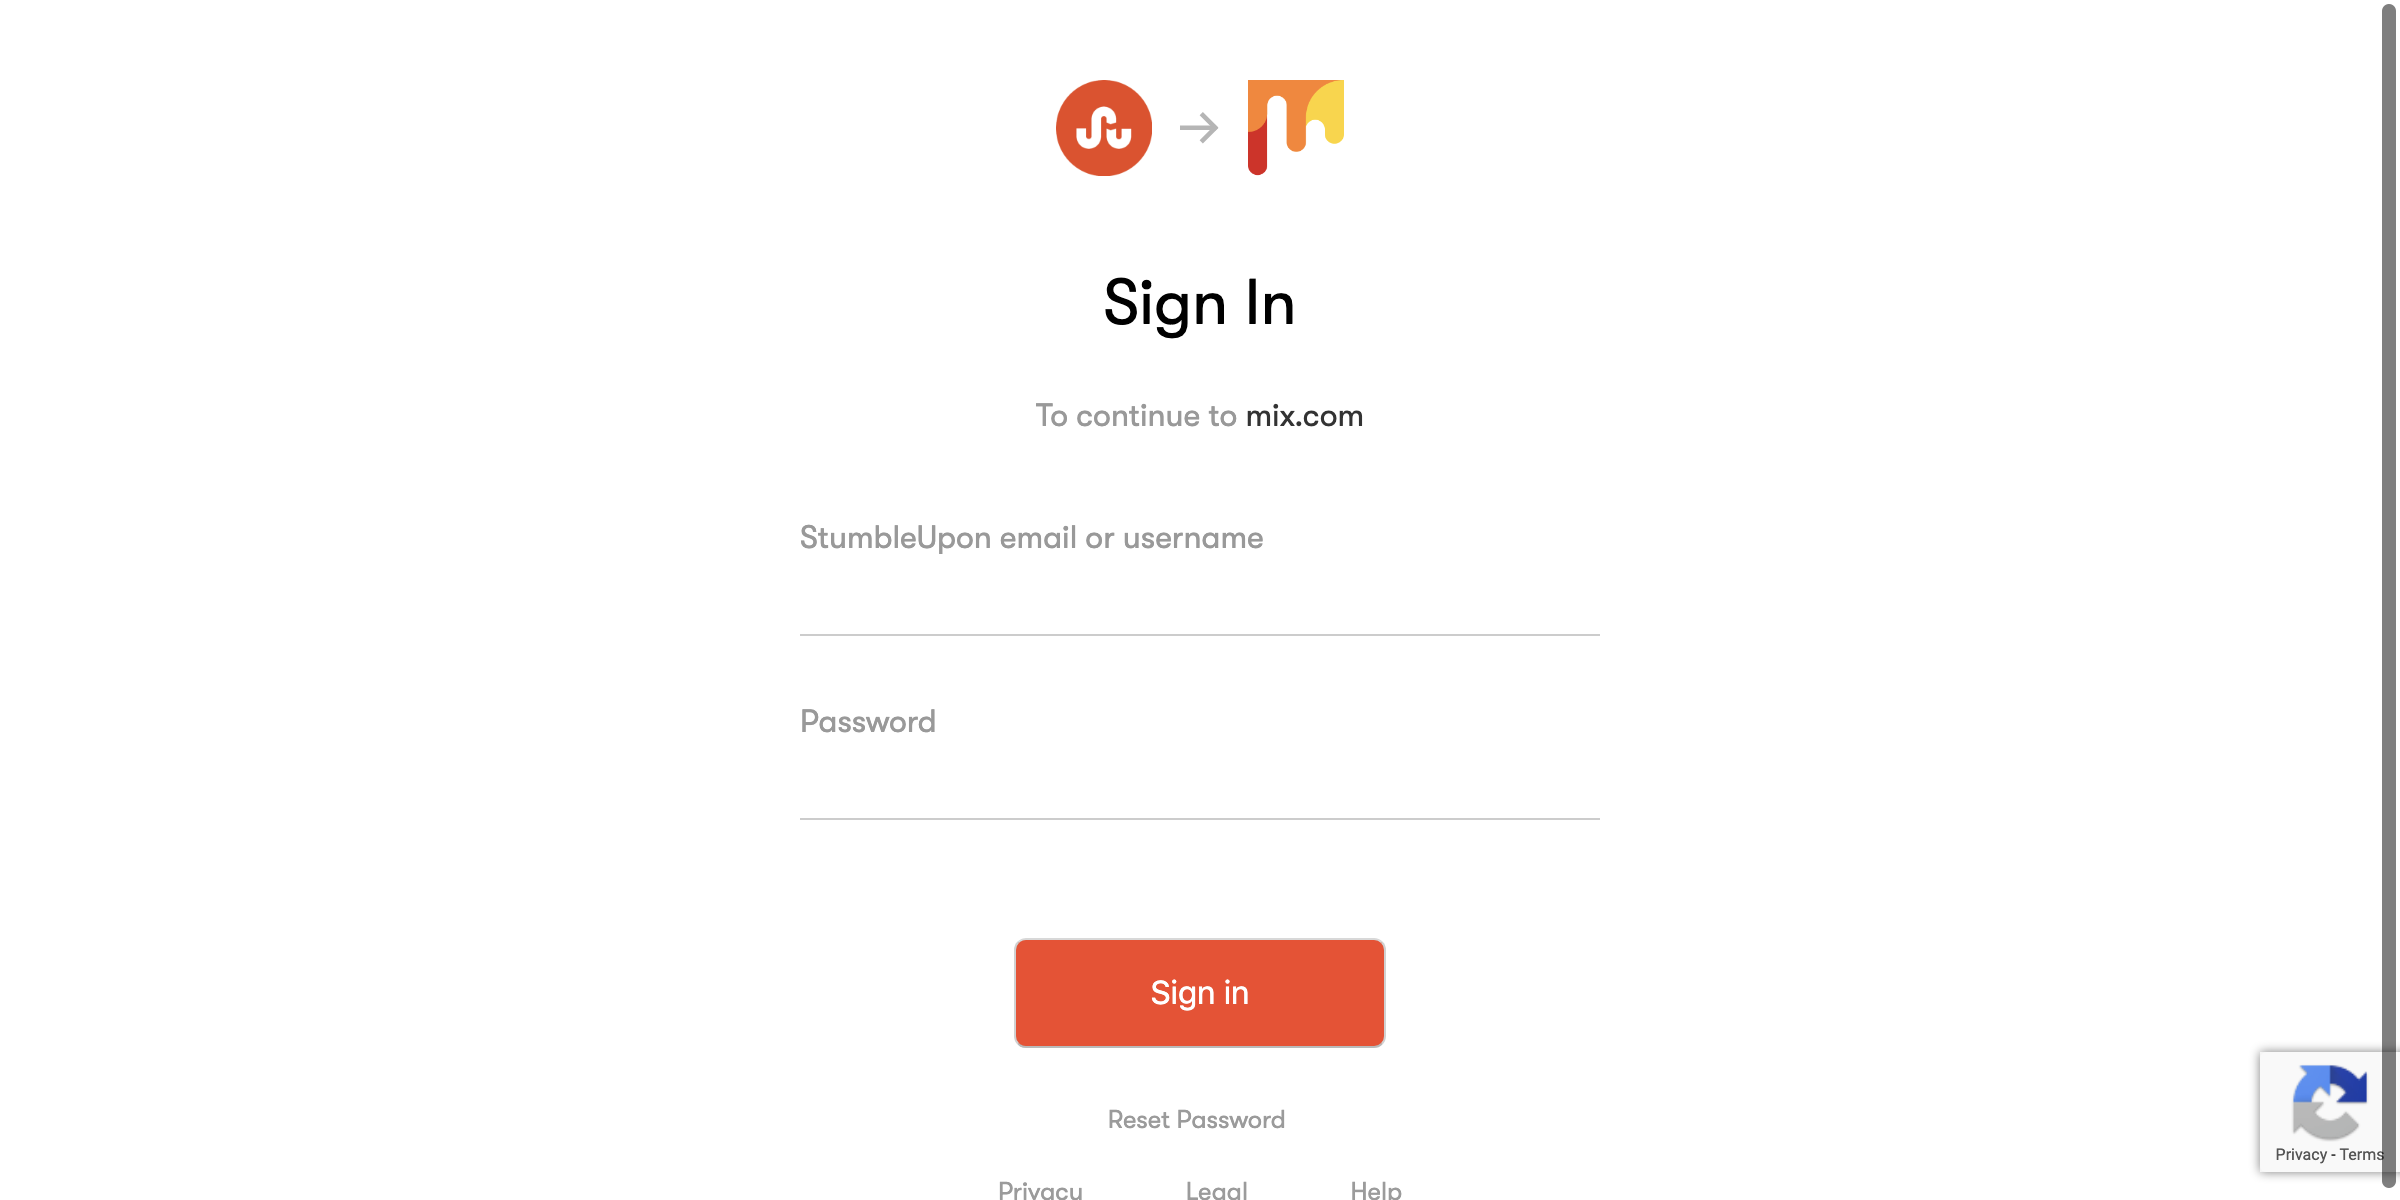 Sign In
To continue to mix.com
StumbleUpon email or username
Password
Sign in
Reset Password
Privacy Legal Help
Privacy - Terms